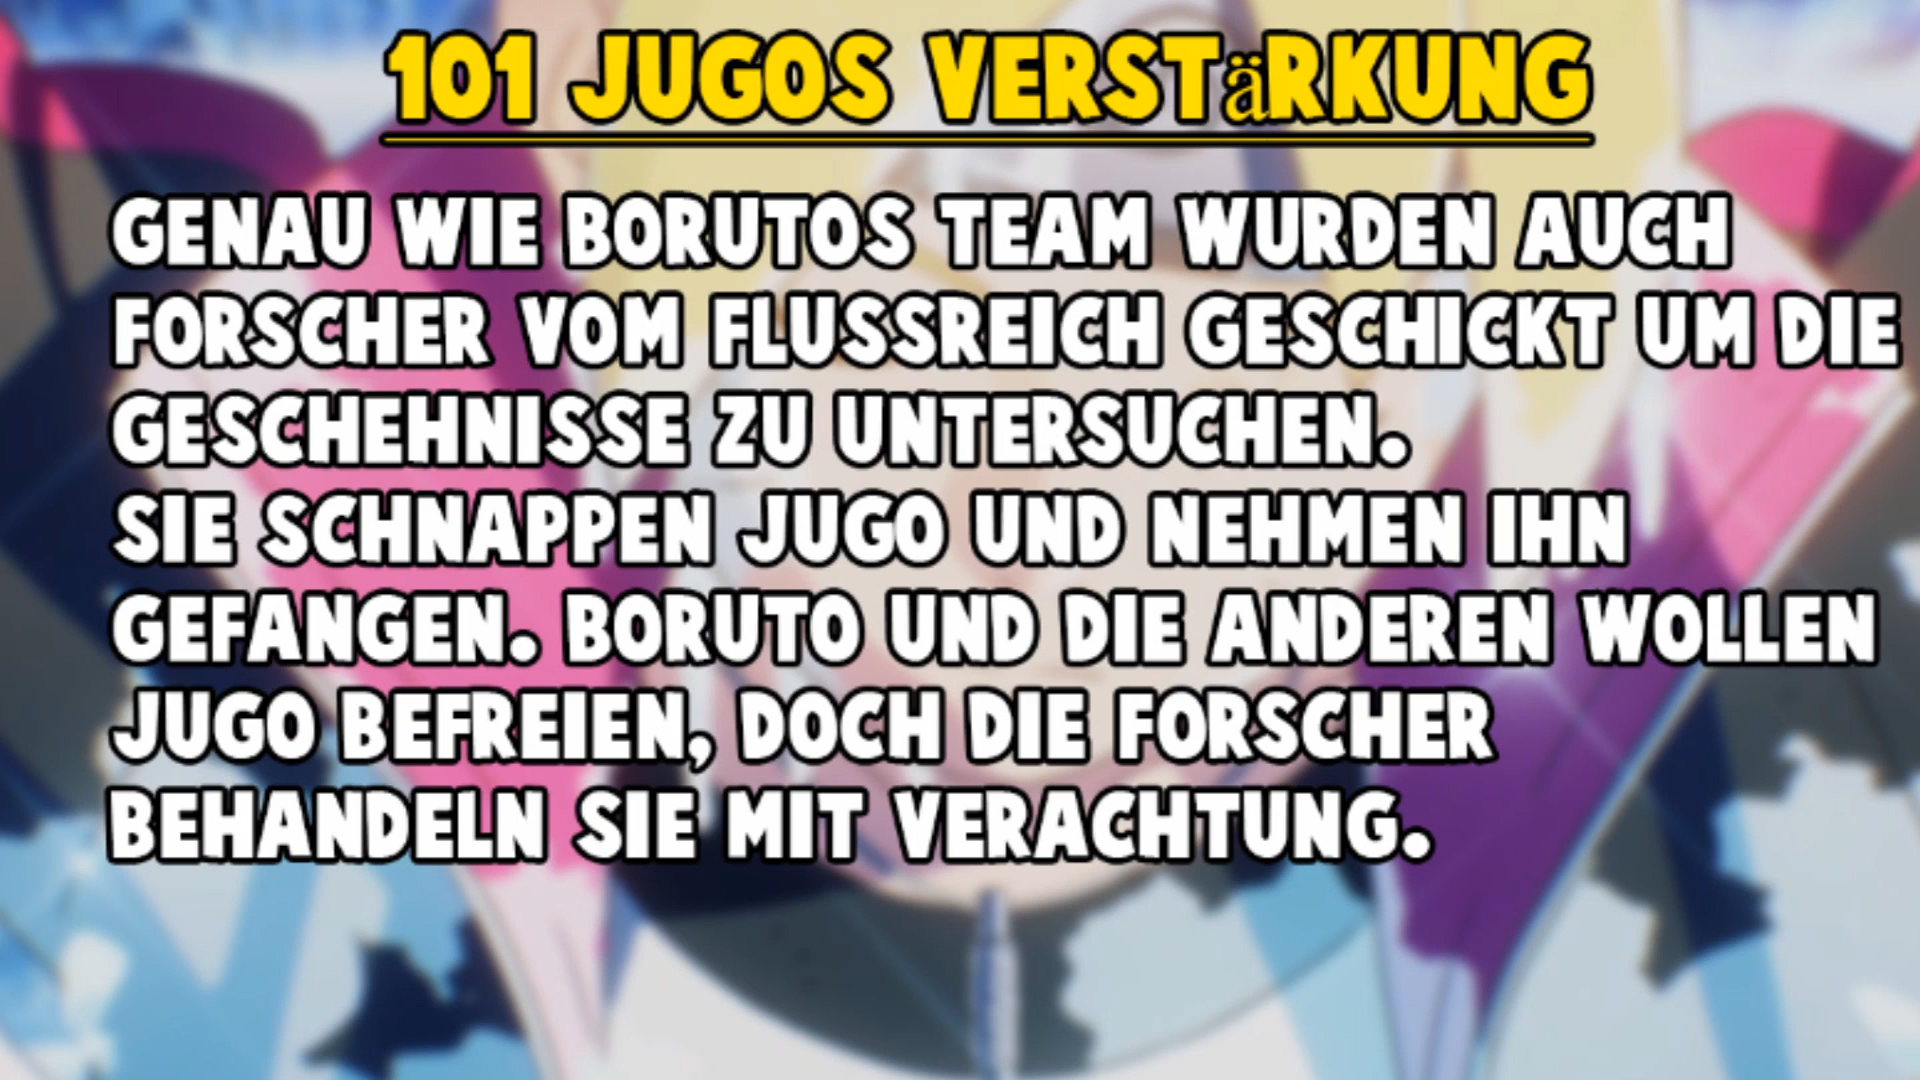 101 JUGOS VERSTäRKUNG
GENAU WIE BORUTOS TEAM WURDEN AUCH
FORSCHER VOM FLUSSREICH GESCHICKT UM DIE
GESCHEHNISSE ZU UNTERSUCHEN.
SIE SCHNAPPEN JUGO UND NEHMEN IHN
GEFANGEN. BORUTO UND DIE ANDEREN WOLLEN
JUGO BEFREIEN, DOCH DIE FORSCHER
BEHANDELN SIE MIT VERACHTUNG.